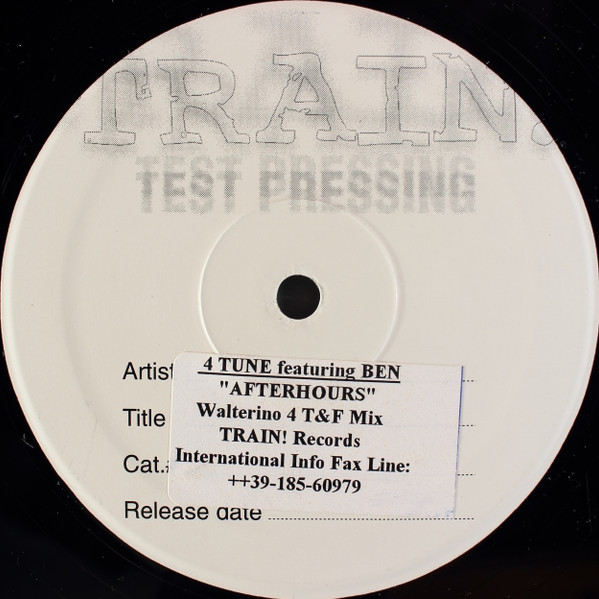 TRAIN!
TEST PRESSING
Artist
4 TUNE featuring BEN
"AFTERHOURS"
Title
Walterino 4 T&F Mix
TRAIN! Records
Cat.#
International Info Fax Line:
++39-185-60979
Release date